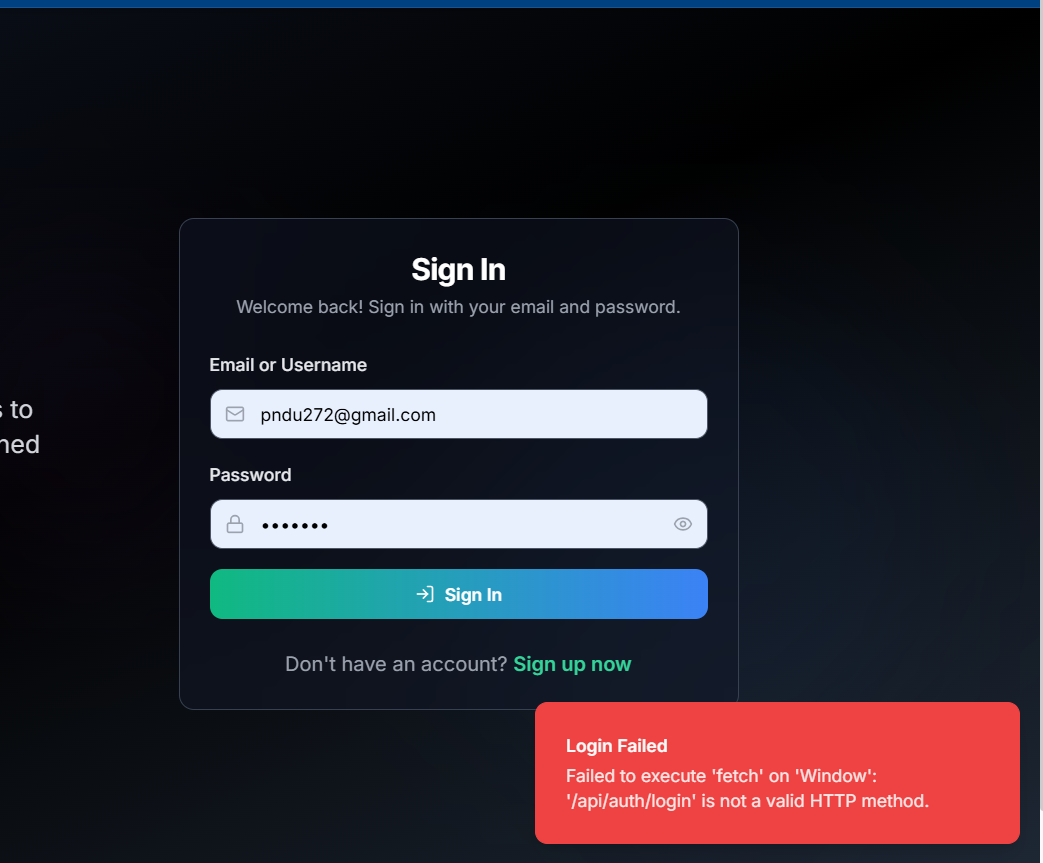 Sign In
Welcome back! Sign in with your email and password.
Email or Username
s to
pndu272@gmail.com
Password
•••••••
Sign In
Don't have an account? Sign up now
Login Failed
Failed to execute 'fetch' on 'Window':
'/api/auth/login' is not a valid HTTP method.